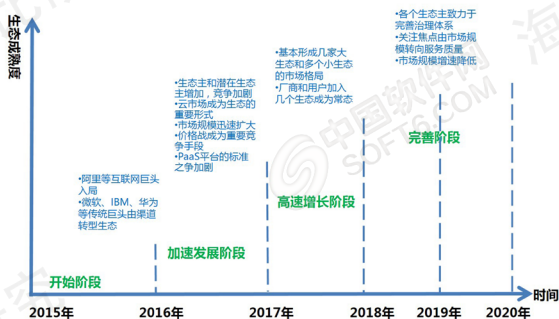 生态成熟度
•各个生态主致力于
完善治理体系
•关注焦点由市场规
模转向服务质量
•市场规模增速降低
•基本形成几家大
生态和多个小生态
的市场格局
•厂商和用户加入
几个生态成为常态
•生态主和潜在生态
主增加，竞争加剧
•云市场成为生态的
重要形式
•市场规模迅速扩大
•价格战成为重要竞
争手段
•PaaS平台的标准
之争加剧
•阿里等互联网巨头
入局
•微软、IBM、华为
等传统巨头由渠道
转型生态
开始阶段
加速发展阶段
高速增长阶段
完善阶段
中国软件网
SOFT6.COM
海
究
时间
2015年
2016年
2017年
2018年
2019年
2020年